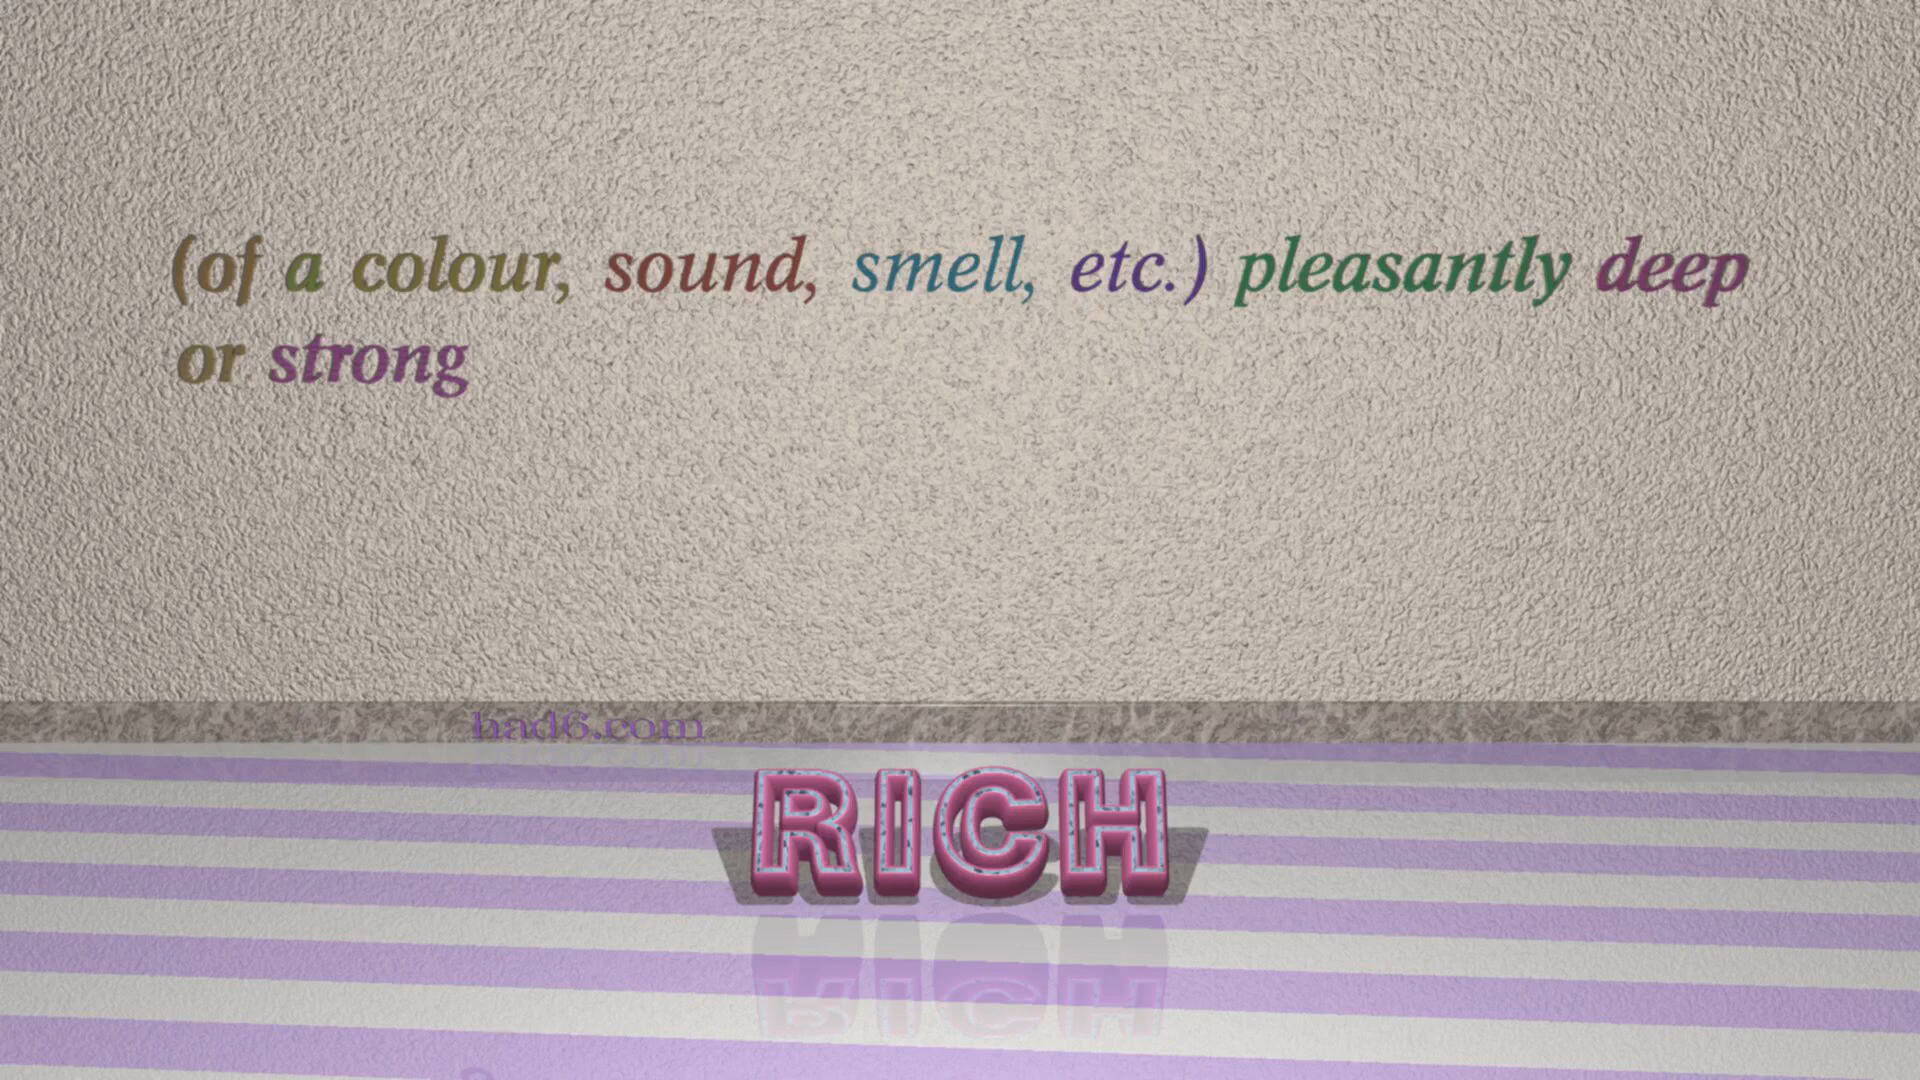 (of a colour, sound, smell, etc.) pleasantly deep
or strong
had6.com
RICH